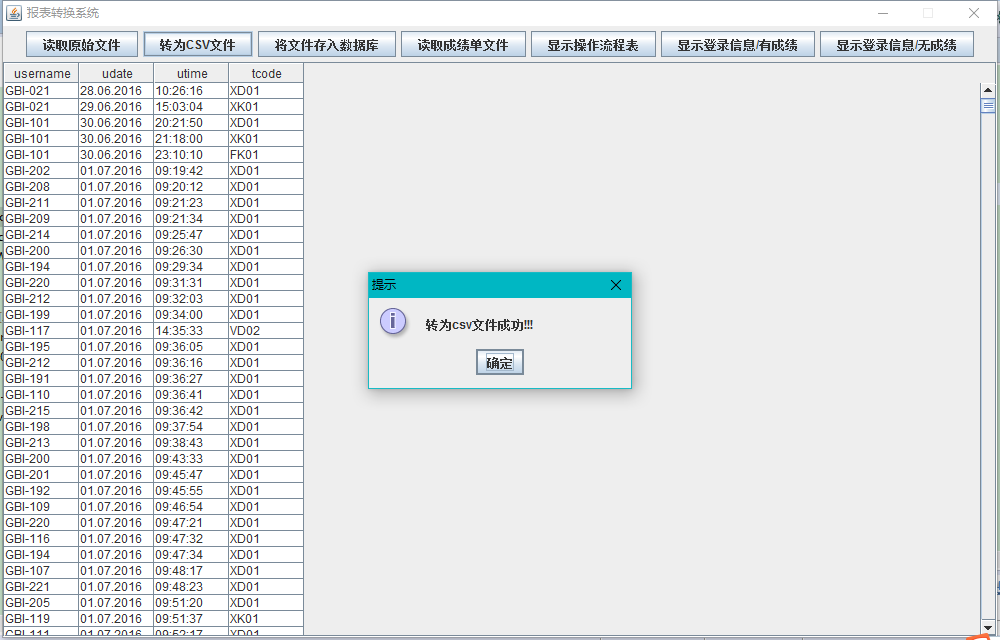 报表转换系统
读取原始文件 转为CSV文件 将文件存入数据库 读取成绩单文件 显示操作流程表 显示登录信息/有成绩 显示登录信息/无成绩
username udate utime tcode
GBI-021 28.06.2016 10:26:16 XD01
GBI-021 29.06.2016 15:03:04 XK01
GBI-101 30.06.2016 20:21:50 XD01
GBI-101 30.06.2016 21:18:00 XK01
GBI-101 30.06.2016 23:10:10 FK01
GBI-202 01.07.2016 09:19:42 XD01
GBI-208 01.07.2016 09:20:12 XD01
GBI-211 01.07.2016 09:21:23 XD01
GBI-209 01.07.2016 09:21:34 XD01
GBI-214 01.07.2016 09:25:47 XD01
GBI-200 01.07.2016 09:26:30 XD01
GBI-194 01.07.2016 09:29:34 XD01
GBI-220 01.07.2016 09:31:31 XD01
GBI-212 01.07.2016 09:32:03 XD01
GBI-199 01.07.2016 09:34:00 XD01
GBI-117 01.07.2016 14:35:33 VD02
GBI-195 01.07.2016 09:36:05 XD01
GBI-212 01.07.2016 09:36:16 XD01
GBI-191 01.07.2016 09:36:27 XD01
GBI-110 01.07.2016 09:36:41 XD01
GBI-215 01.07.2016 09:36:42 XD01
GBI-198 01.07.2016 09:37:54 XD01
GBI-213 01.07.2016 09:38:43 XD01
GBI-200 01.07.2016 09:43:33 XD01
GBI-201 01.07.2016 09:45:47 XD01
GBI-192 01.07.2016 09:45:55 XD01
GBI-109 01.07.2016 09:46:54 XD01
GBI-220 01.07.2016 09:47:21 XD01
GBI-116 01.07.2016 09:47:32 XD01
GBI-194 01.07.2016 09:47:34 XD01
GBI-107 01.07.2016 09:48:17 XD01
GBI-221 01.07.2016 09:48:23 XD01
GBI-205 01.07.2016 09:51:20 XD01
GBI-119 01.07.2016 09:51:37 XK01
GBI-111 01.07.2016 09:52:17 XD01
提示
转为csv文件成功!!!
确定